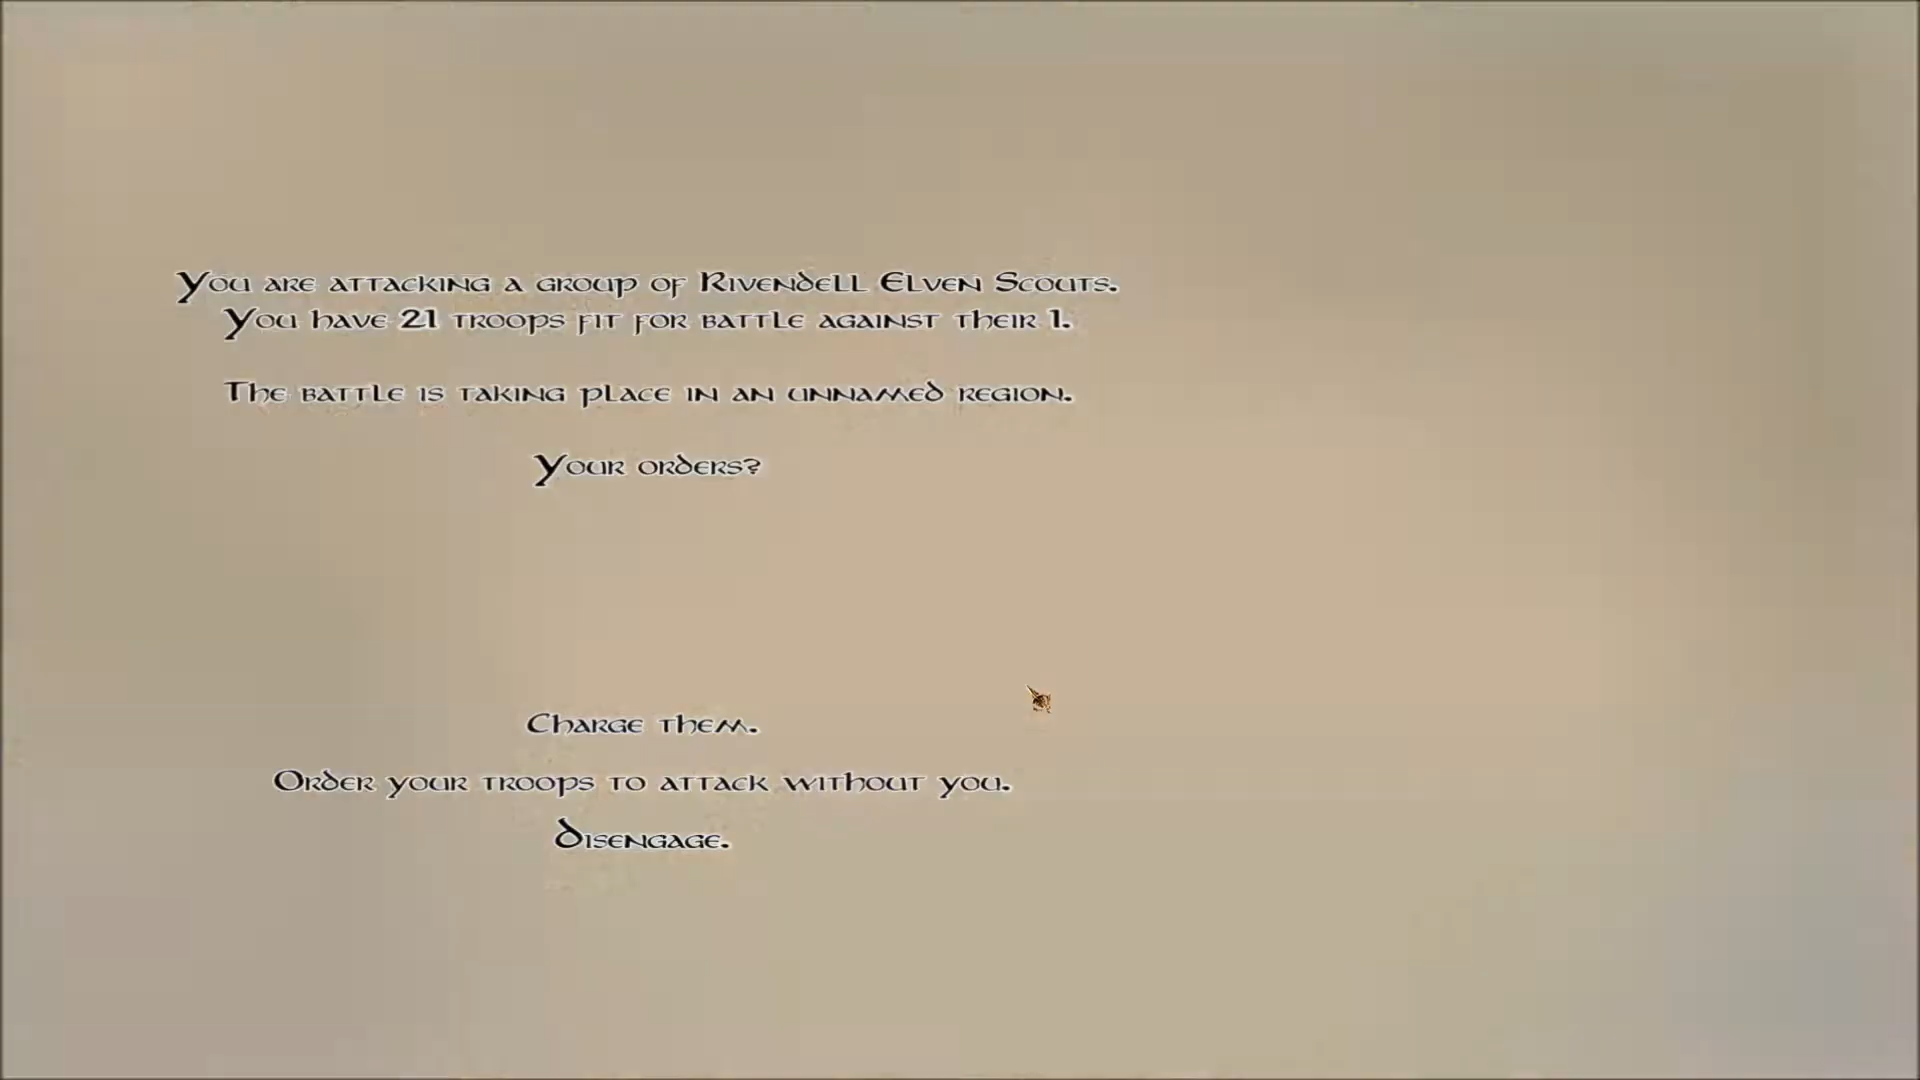 You are attacking a group of Rivendell Elven Scouts.
You have 21 troops fit for battle against their 1.
The battle is taking place in an unnamed region.
Your orders?
Charge them.
Order your troops to attack without you.
Disengage.